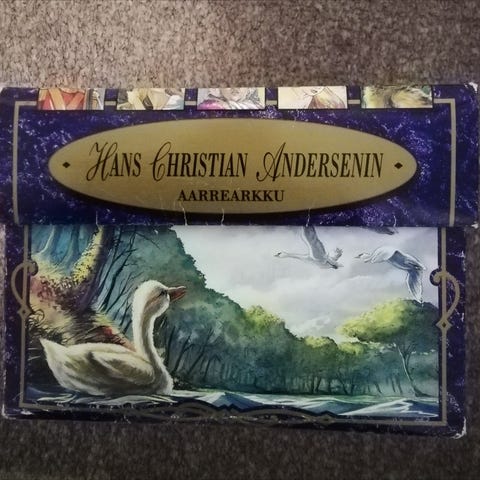 HANS CHRISTIAN ANDERSENIN
AARREARKKU